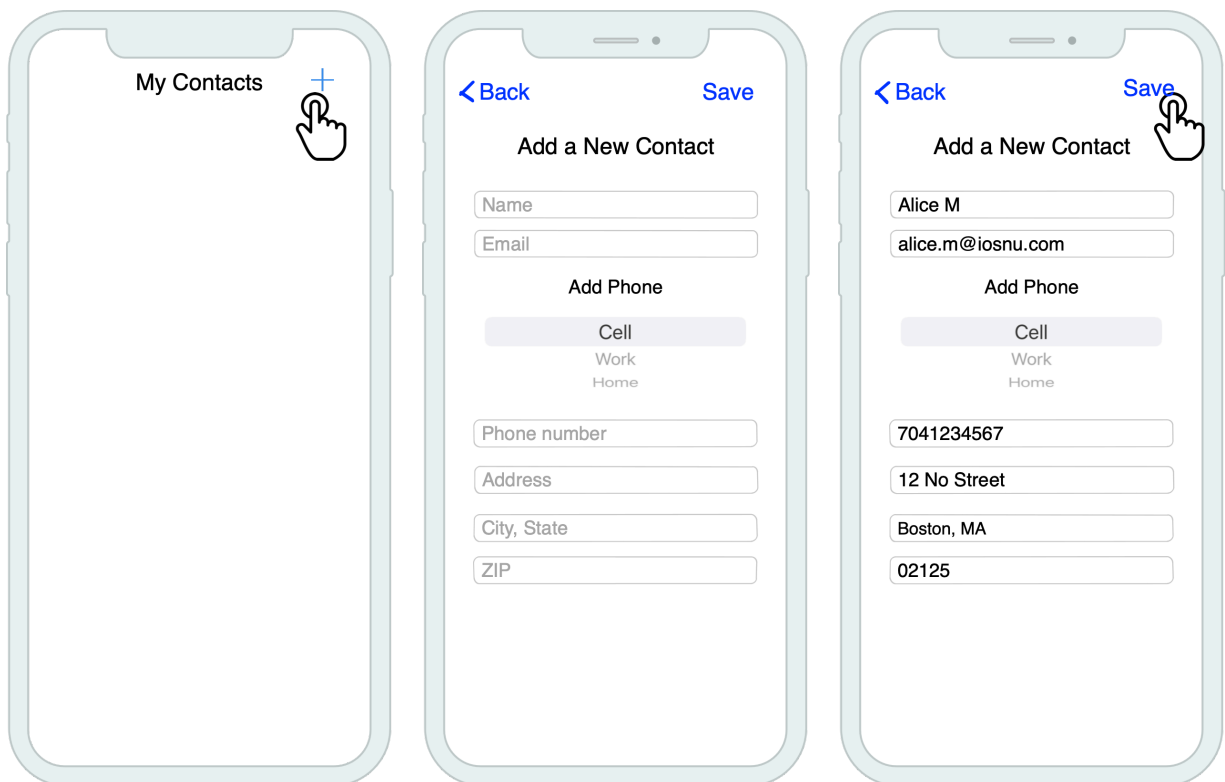 My Contacts
Back
Save
Add a New Contact
Name
Email
Add Phone
Cell
Work
Home
Phone number
Address
City, State
ZIP
Back
Save
Add a New Contact
Alice M
alice.m@iosnu.com
Add Phone
Cell
Work
Home
7041234567
12 No Street
Boston, MA
02125